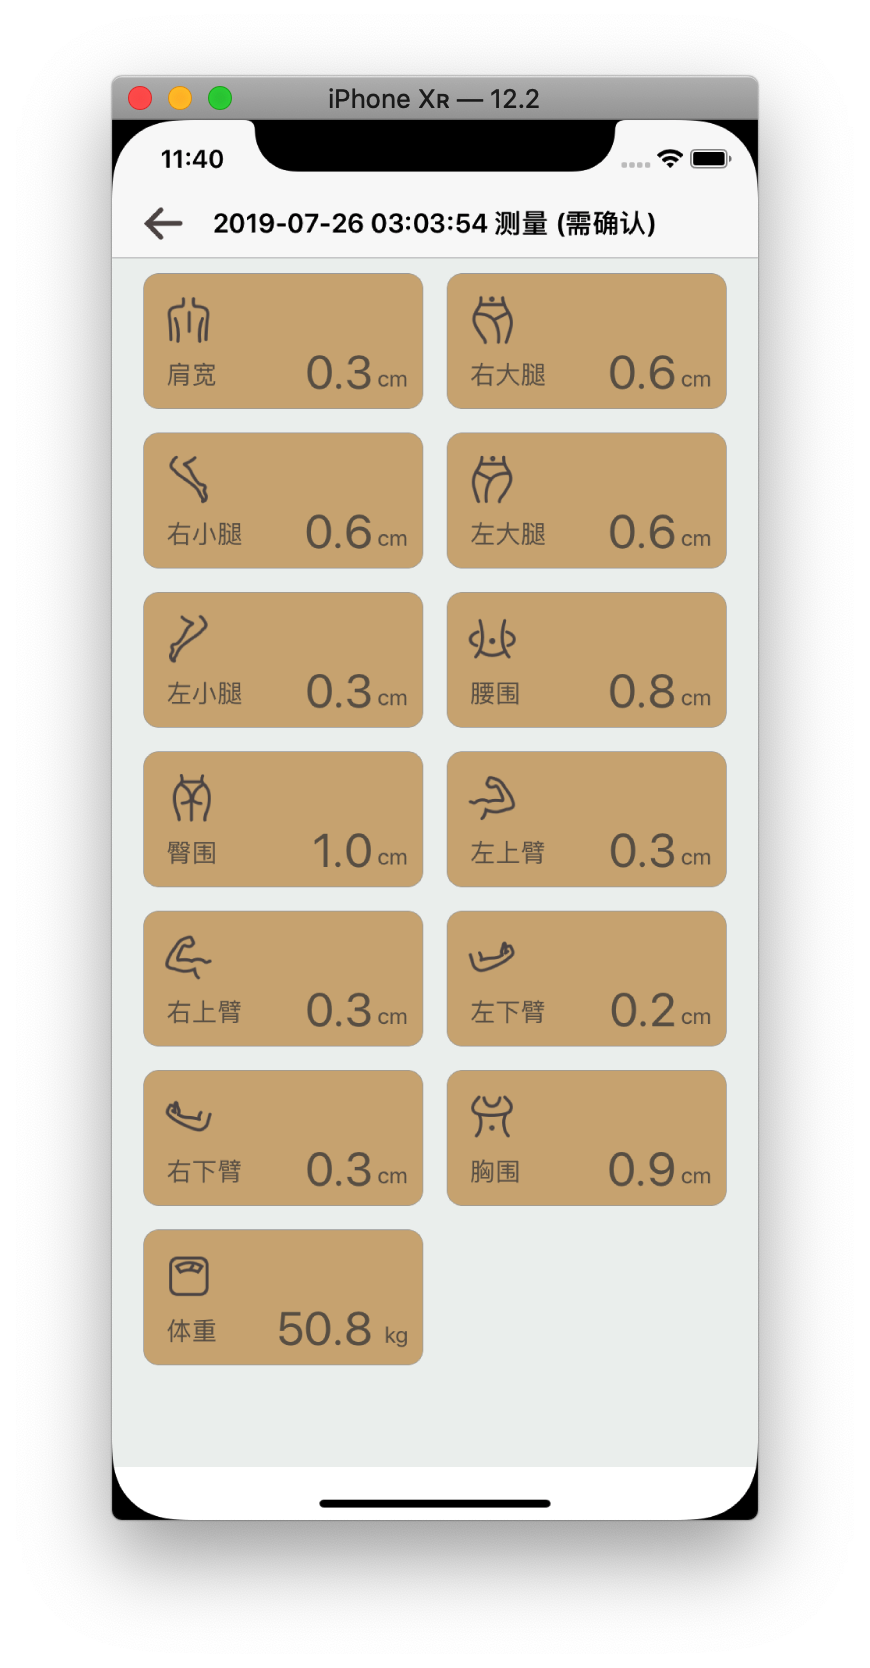 iPhone Xʀ — 12.2
11:40
2019-07-26 03:03:54 测量 (需确认)
肩宽 0.3 cm
右大腿 0.6 cm
右小腿 0.6 cm
左大腿 0.6 cm
左小腿 0.3 cm
腰围 0.8 cm
臀围 1.0 cm
左上臂 0.3 cm
右上臂 0.3 cm
左下臂 0.2 cm
右下臂 0.3 cm
胸围 0.9 cm
体重 50.8 kg